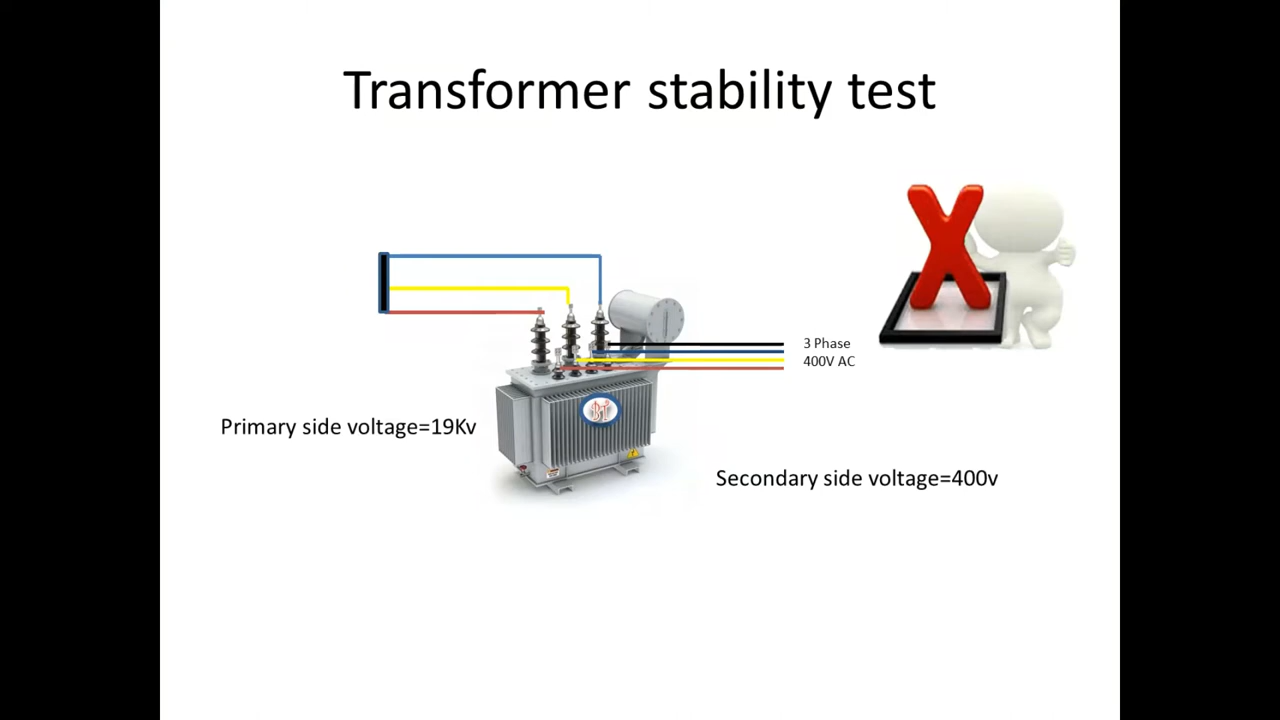 Transformer stability test
3 Phase
400V AC
Primary side voltage=19Kv
Secondary side voltage=400v